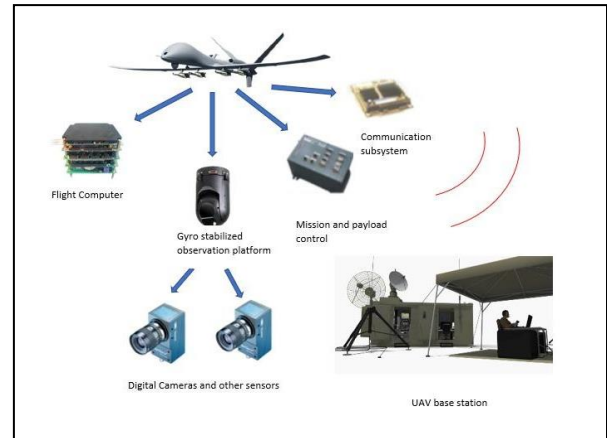 Communication
subsystem
Flight Computer
Mission and payload
control
Gyro stabilized
observation platform
Digital Cameras and other sensors
UAV base station